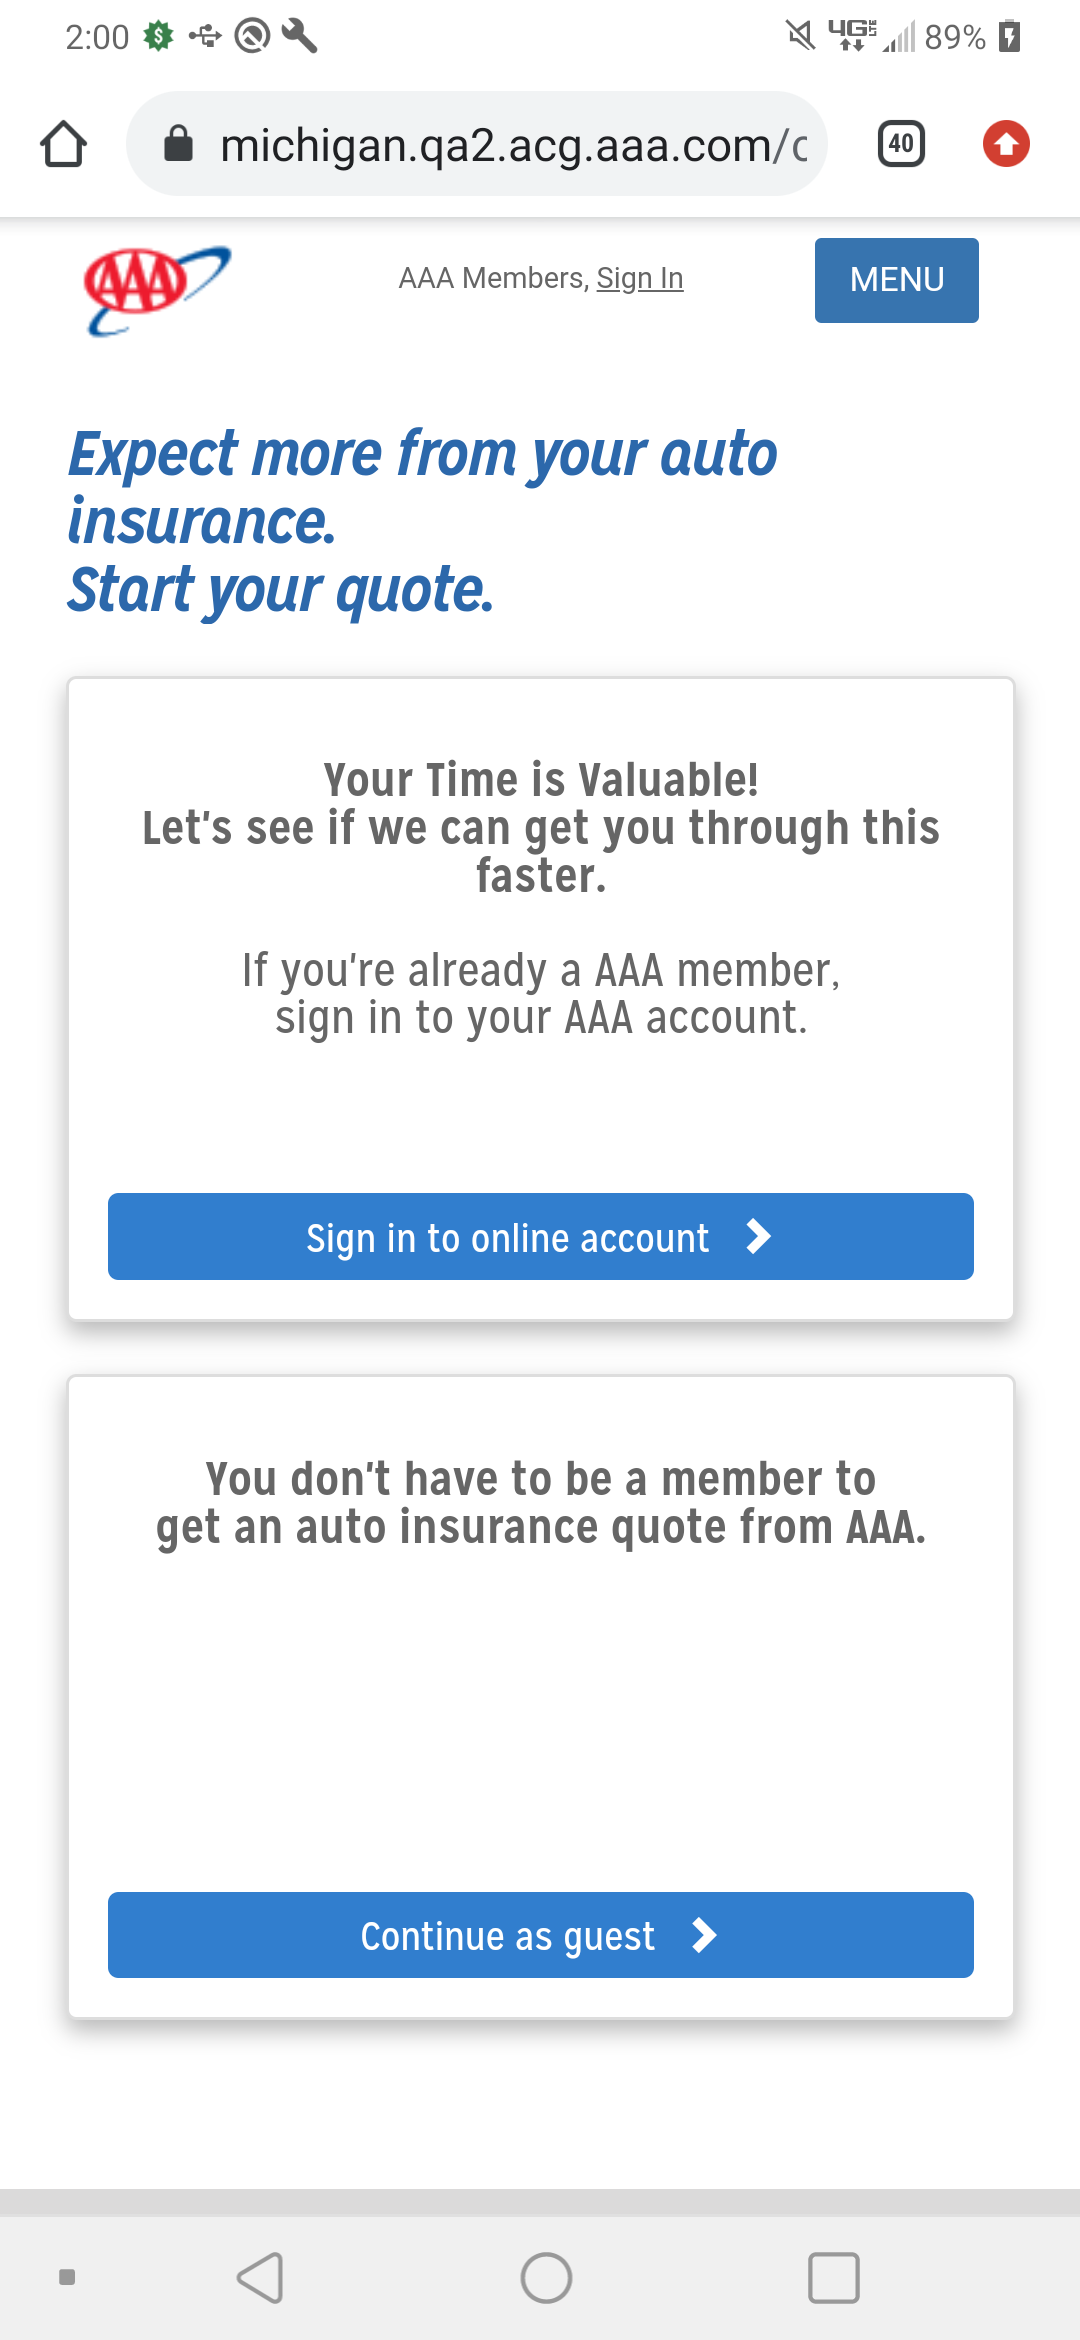 2:00
4G LTE 89%
michigan.qa2.acg.aaa.com/c
40
AAA
AAA Members, Sign In
MENU
Expect more from your auto
insurance.
Start your quote.
Your Time is Valuable!
Let's see if we can get you through this
faster.
If you're already a AAA member,
sign in to your AAA account.
Sign in to online account
You don't have to be a member to
get an auto insurance quote from AAA.
Continue as guest